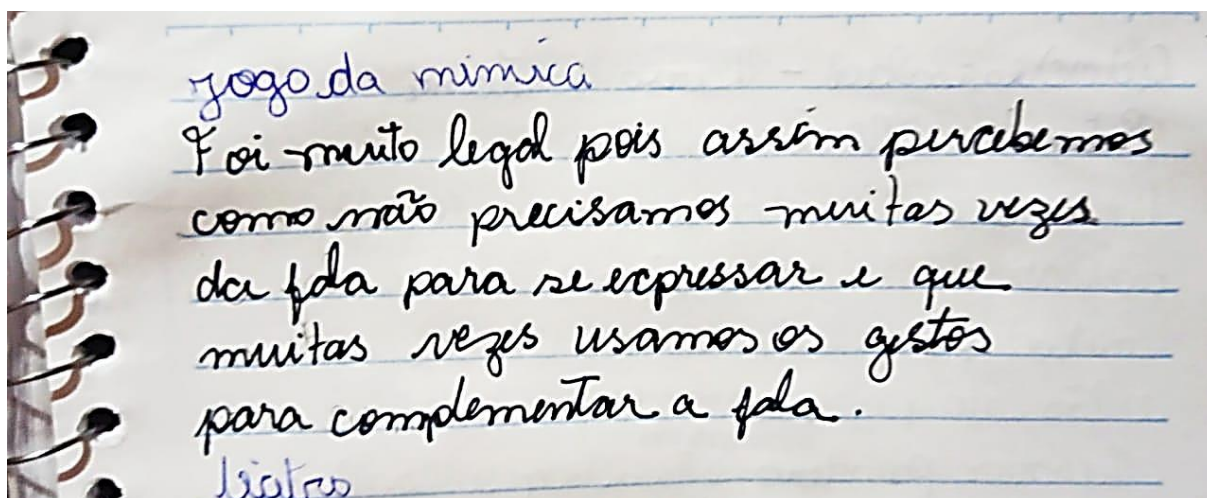 jogo da mimica
Foi muito legal pois assim percebemos
como não precisamos muitas vezes
da fala para se expressar e que
muitas vezes usamos os gestos
para complementar a fala.